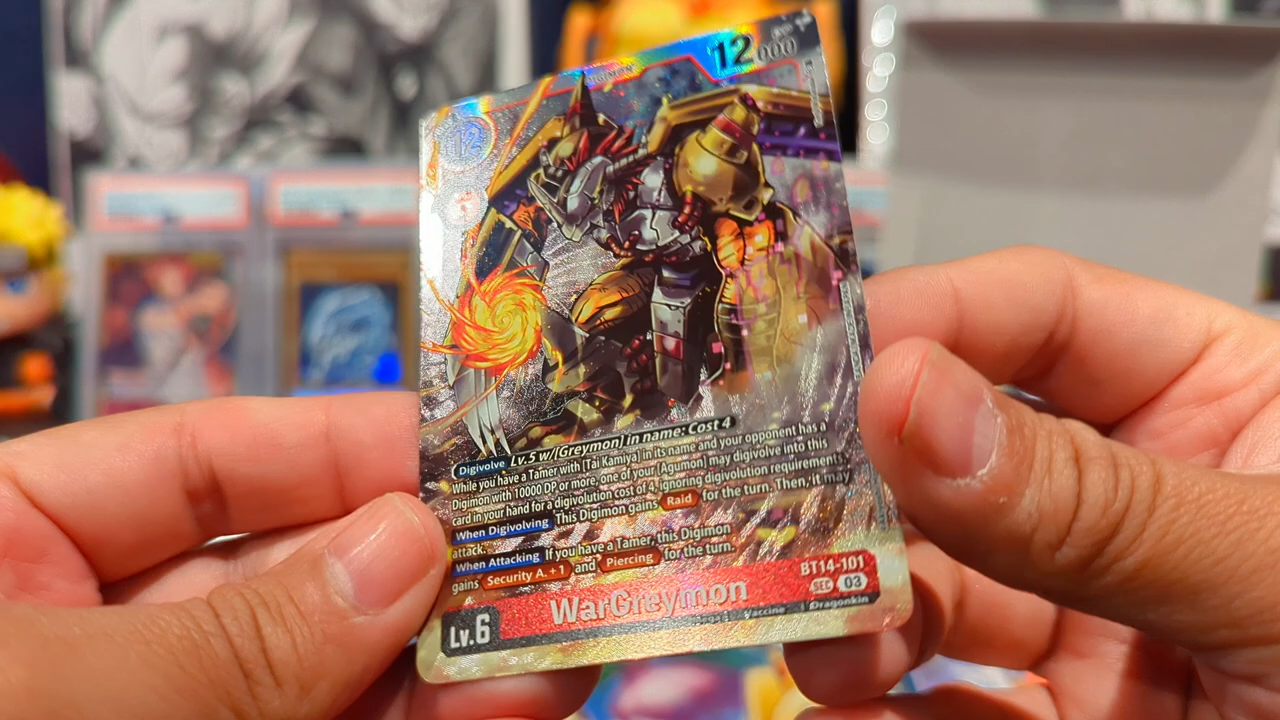 DIGIMON
12000
12
Digivolve Lv.5 w/[Greymon] in name: Cost 4
While you have a Tamer with [Tai Kamiya] in its name and your opponent has a
Digimon with 10000 DP or more, one of your [Agumon] may digivolve into this
card in your hand for a digivolution cost of 4, ignoring digivolution requirements.
When Digivolving This Digimon gains Raid for the turn. Then, it may
attack.
When Attacking If you have a Tamer, this Digimon
gains Security A. +1 and Piercing for the turn.
BT14-101
SEC 03
WarGreymon
Lv.6
Vaccine
Dragonkin